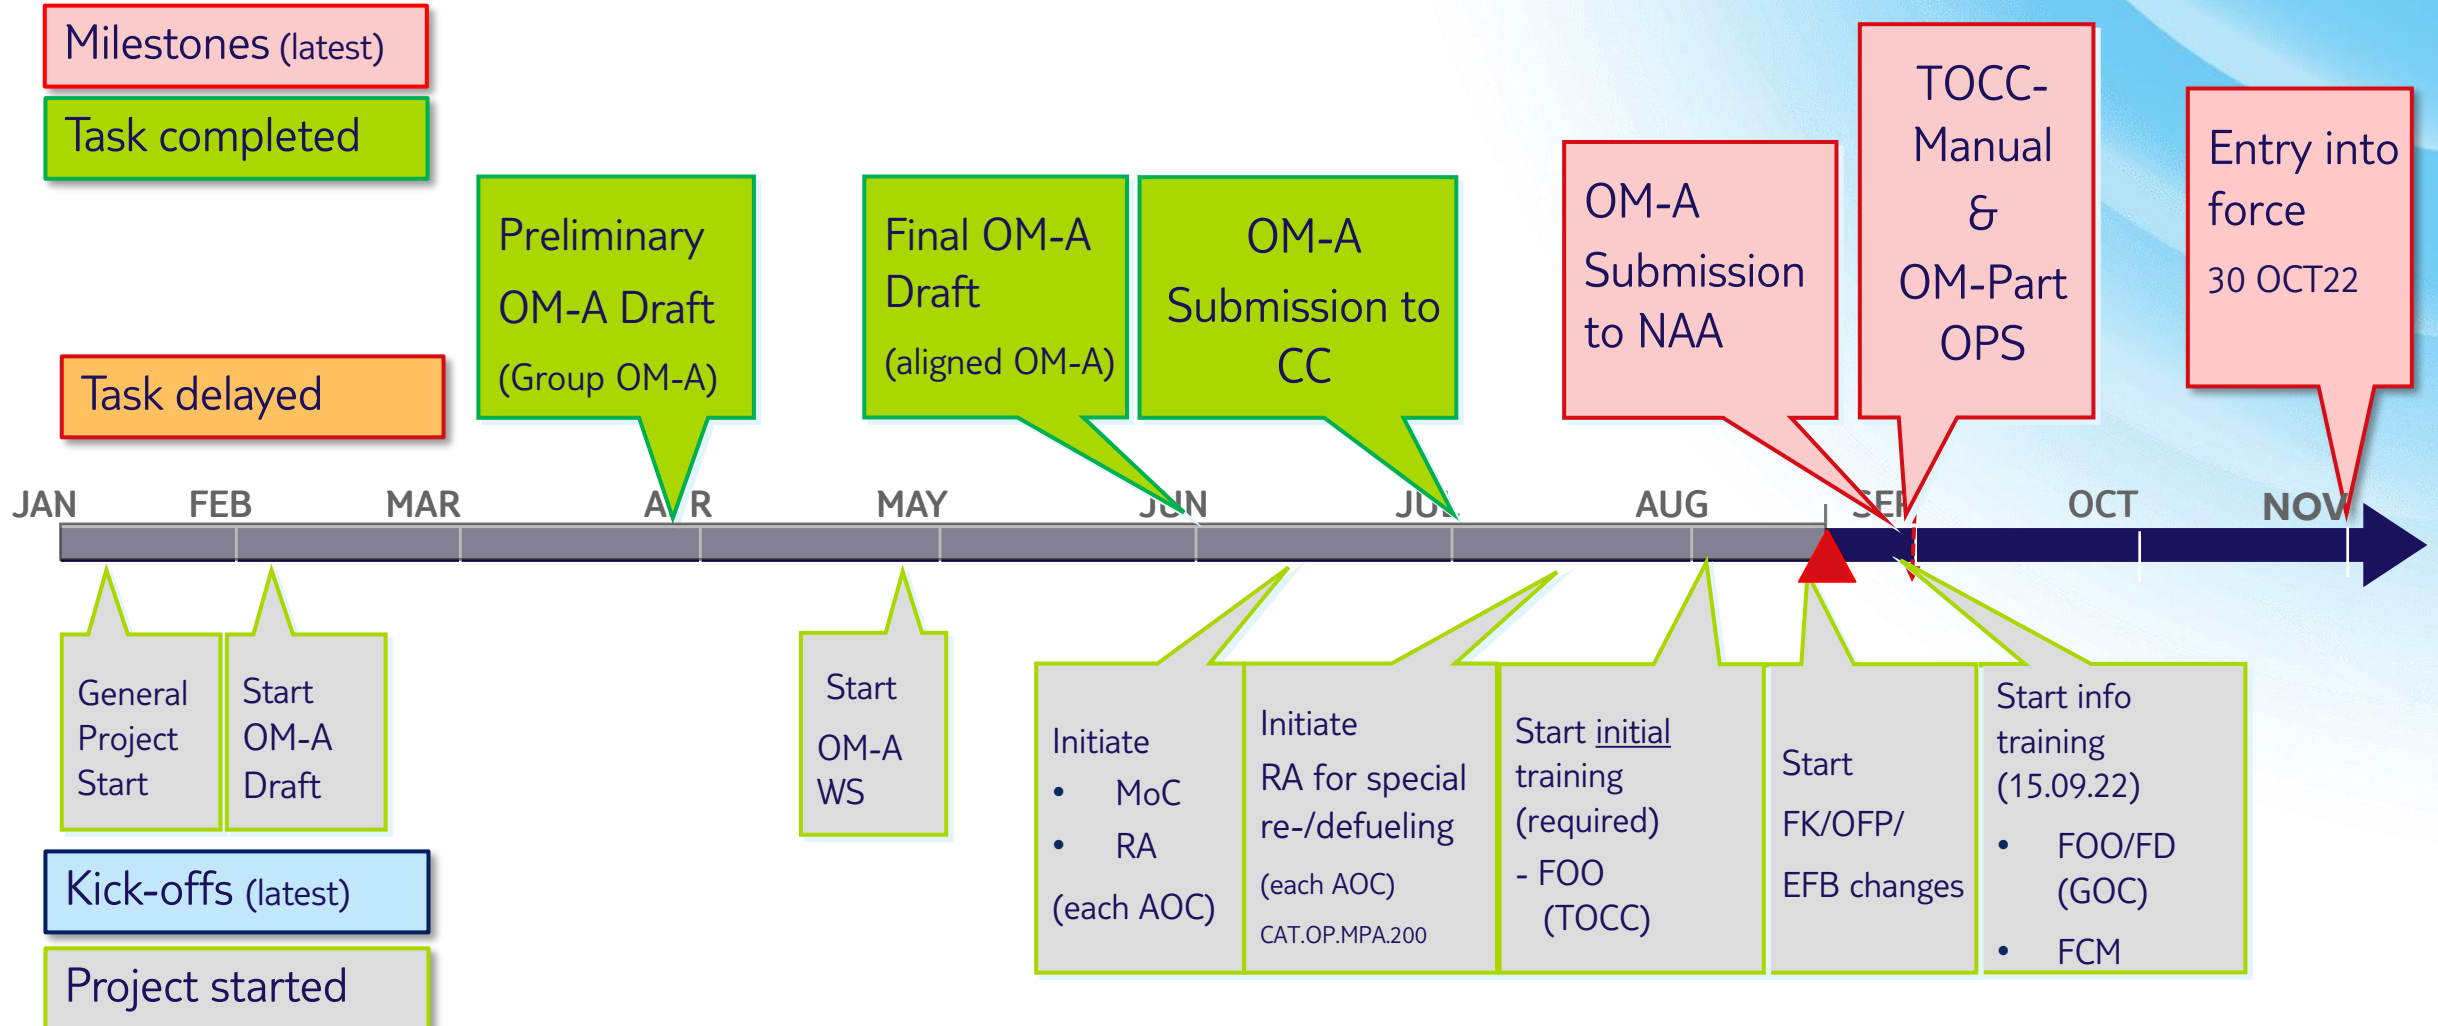 Milestones (latest)
Task completed
Task delayed
Preliminary
OM-A Draft
(Group OM-A)
Final OM-A
Draft
(aligned OM-A)
OM-A
Submission to
CC
OM-A
Submission
to NAA
TOCC-
Manual
&
OM-Part
OPS
Entry into
force
30 OCT22
JAN FEB MAR APR MAY JUN JUL AUG SEP OCT NOV
General
Project
Start
Start
OM-A
Draft
Start
OM-A
WS
Initiate
• MoC
• RA
(each AOC)
Initiate
RA for special
re-/defueling
(each AOC)
CAT.OP.MPA.200
Start initial
training
(required)
- FOO
(TOCC)
Start
FK/OFP/
EFB changes
Start info
training
(15.09.22)
• FOO/FD
(GOC)
• FCM
Kick-offs (latest)
Project started